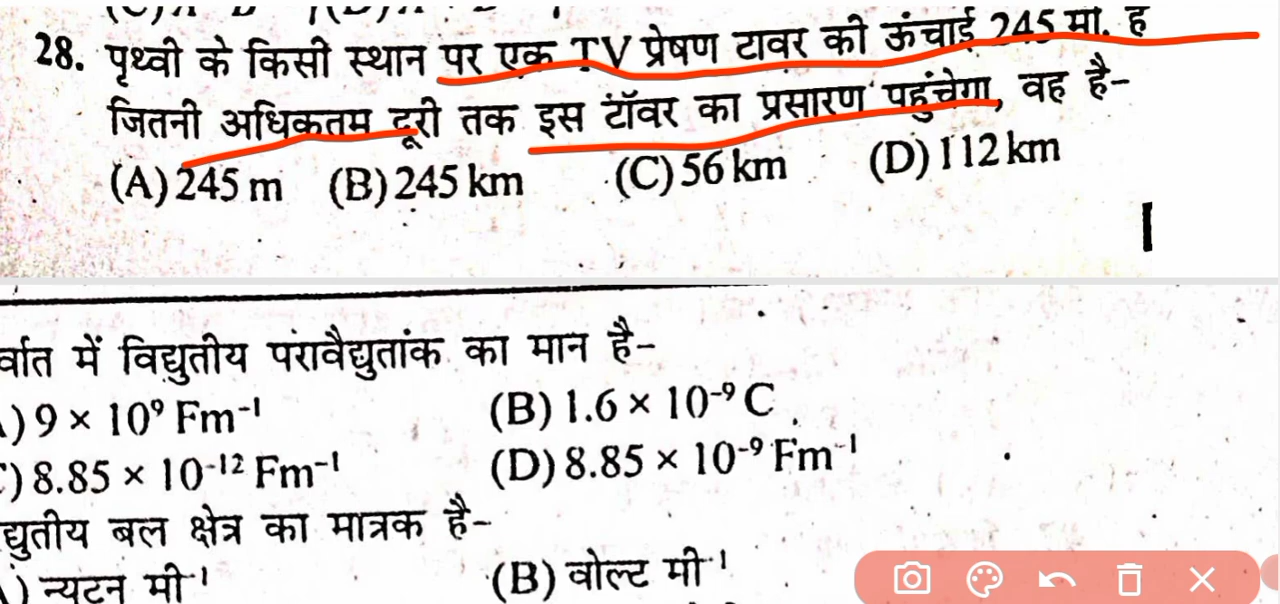 28. पृथ्वी के किसी स्थान पर एक TV प्रेषण टावर की ऊंचाई 245 मी. है
जितनी अधिकतम दूरी तक इस टॉवर का प्रसारण पहुंचेगा, वह है-
(A) 245 m (B) 245 km (C) 56 km (D) 112 km
र्वात में विद्युतीय परावैद्युतांक का मान है-
) 9 × 10⁹ Fm⁻¹ (B) 1.6 × 10⁻⁹ C
) 8.85 × 10⁻¹² Fm⁻¹ (D) 8.85 × 10⁻⁹ Fm⁻¹
द्युतीय बल क्षेत्र का मात्रक है-
) न्यूटन मी⁻¹ (B) वोल्ट मी⁻¹